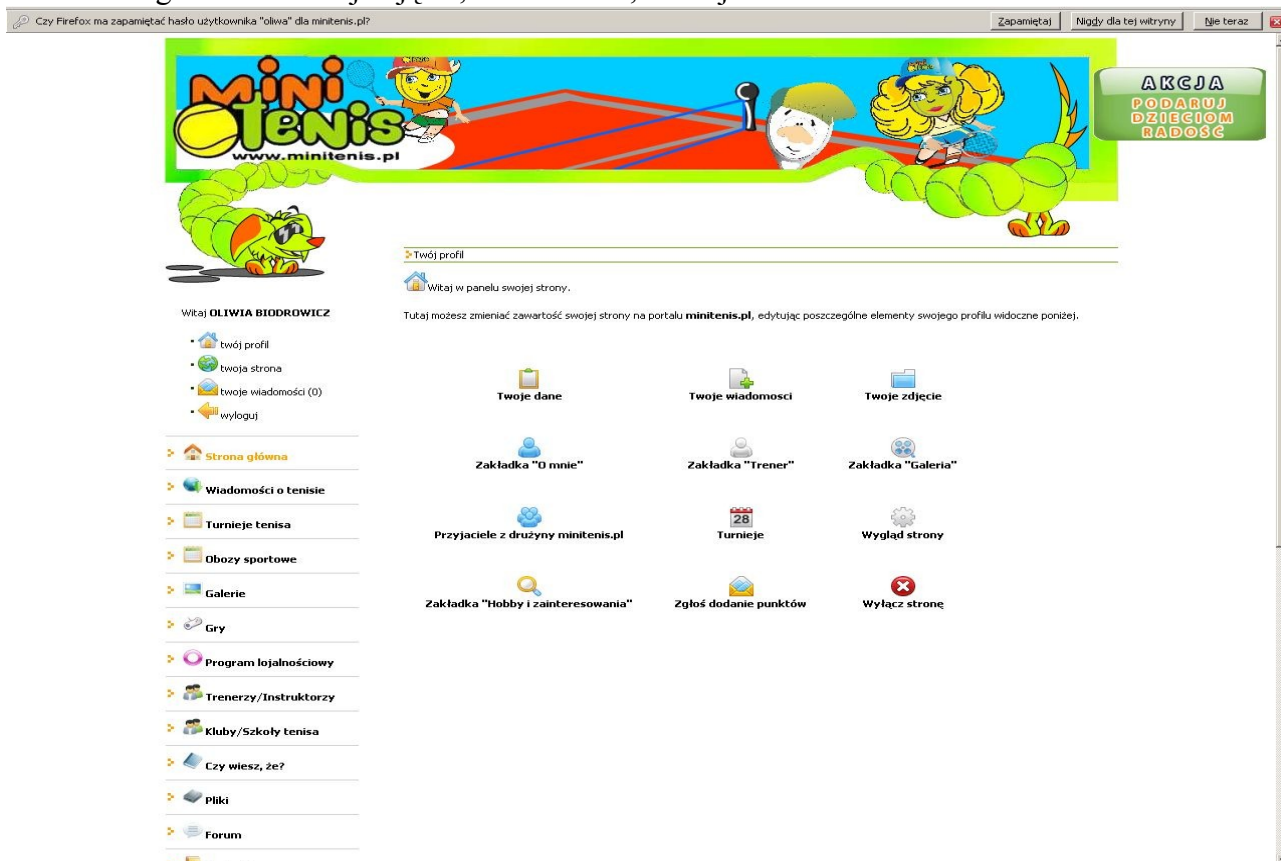 Czy Firefox ma zapamiętać hasło użytkownika "oliwa" dla minitenis.pl?
Zapamiętaj
Nigdy dla tej witryny
Nie teraz
MINI
TENIS
www.minitenis.pl
AKCJA
PODARUJ
DZIECIOM
RADOŚĆ
Twój profil
Witaj w panelu swojej strony.
Witaj OLIWIA BIODROWICZ
Tutaj możesz zmieniać zawartość swojej strony na portalu minitenis.pl, edytując poszczególne elementy swojego profilu widoczne poniżej.
twój profil
twoja strona
twoje wiadomości (0)
wyloguj
Twoje dane
Twoje wiadomosci
Twoje zdjęcie
Zakładka "O mnie"
Zakładka "Trener"
Zakładka "Galeria"
Przyjaciele z drużyny minitenis.pl
28
Turnieje
Wygląd strony
Zakładka "Hobby i zainteresowania"
Zgłoś dodanie punktów
Wyłącz stronę
Strona główna
Wiadomości o tenisie
Turnieje tenisa
Obozy sportowe
Galerie
Gry
Program lojalnościowy
Trenerzy/Instruktorzy
Kluby/Szkoły tenisa
Czy wiesz, że?
Pliki
Forum